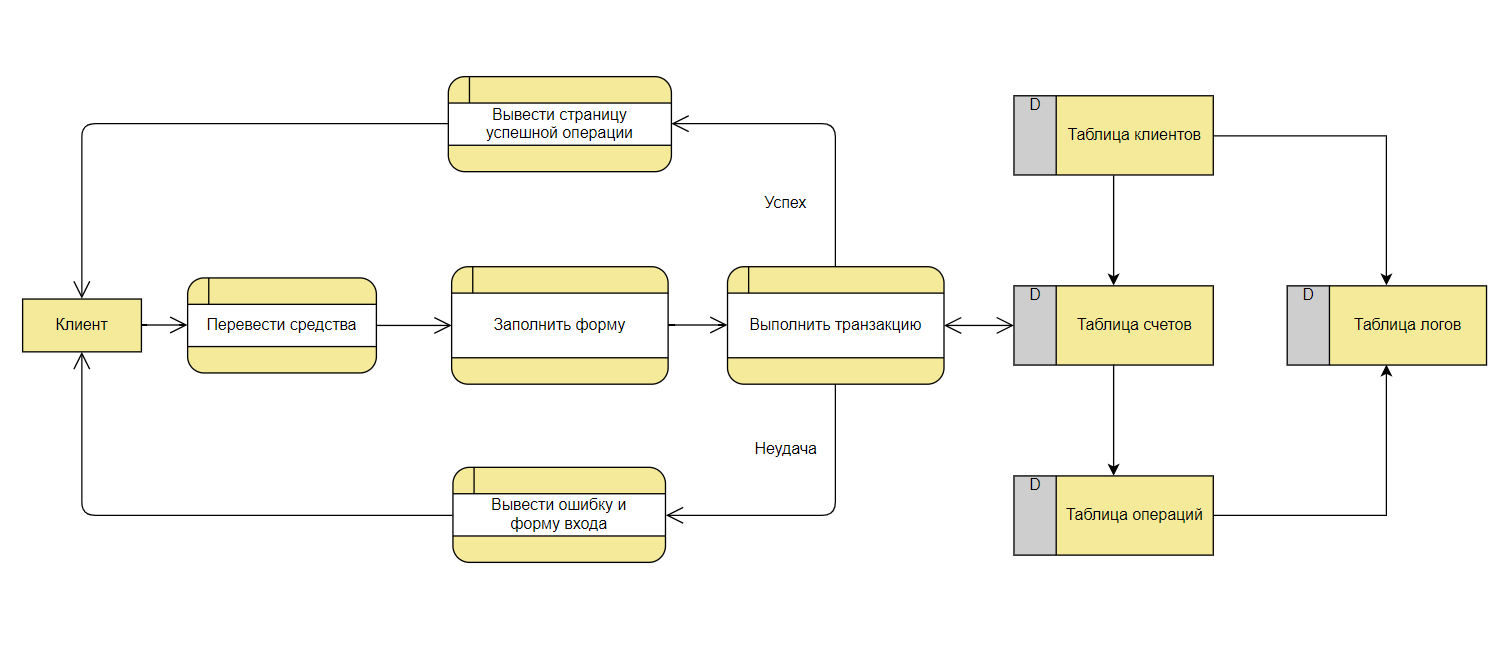 Вывести страницу
успешной операции
D
Таблица клиентов
Успех
Клиент
Перевести средства
Заполнить форму
Выполнить транзакцию
D
Таблица счетов
D
Таблица логов
Неудача
Вывести ошибку и
форму входа
D
Таблица операций